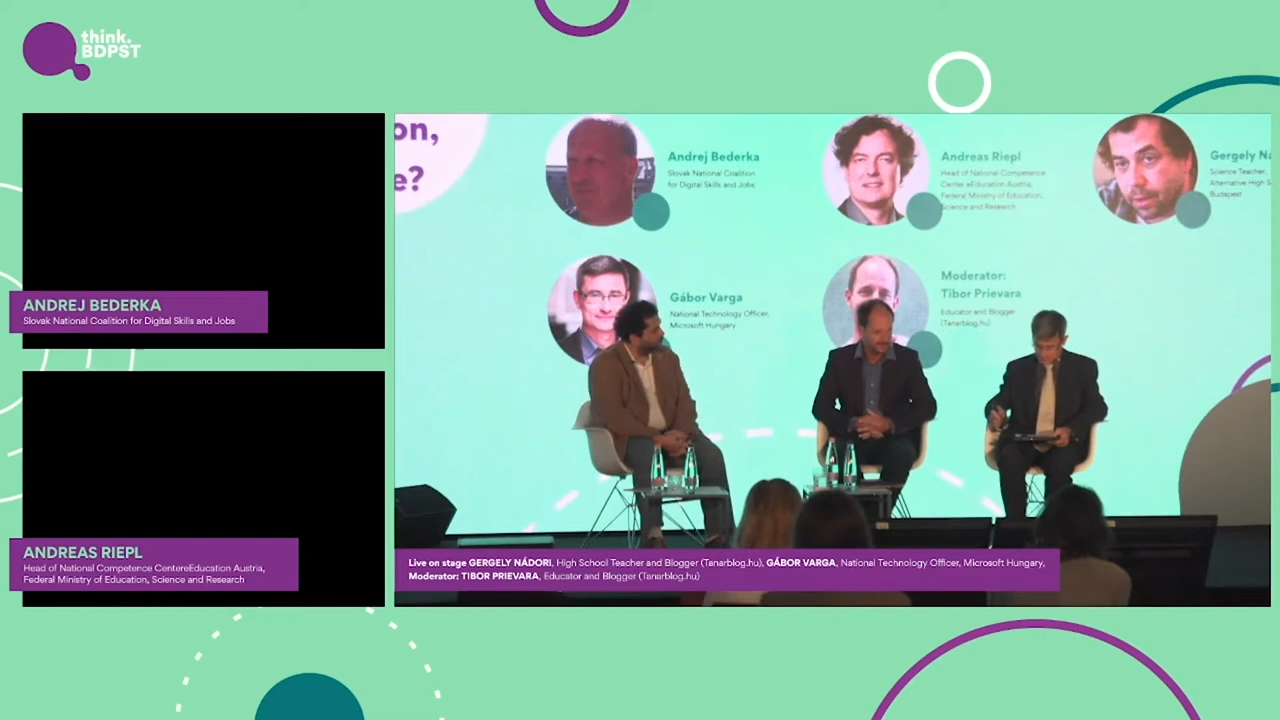 think.
BDPST
ANDREJ BEDERKA
Slovak National Coalition for Digital Skills and Jobs
ANDREAS RIEPL
Head of National Competence CentereEducation Austria,
Federal Ministry of Education, Science and Research
on,
e?
Andrej Bederka
Slovak National Coalition
for Digital Skills and Jobs
Andreas Riepl
Head of National Competence
Center eEducation Austria,
Federal Ministry of Education,
Science and Research
Gergely Ná
Science Teacher,
Alternative High S
Budapest
Gábor Varga
National Technology Officer,
Microsoft Hungary
Moderator:
Tibor Prievara
Educator and Blogger
(Tanarblog.hu)
Live on stage GERGELY NÁDORI, High School Teacher and Blogger (Tanarblog.hu), GÁBOR VARGA, National Technology Officer, Microsoft Hungary,
Moderator: TIBOR PRIEVARA, Educator and Blogger (Tanarblog.hu)